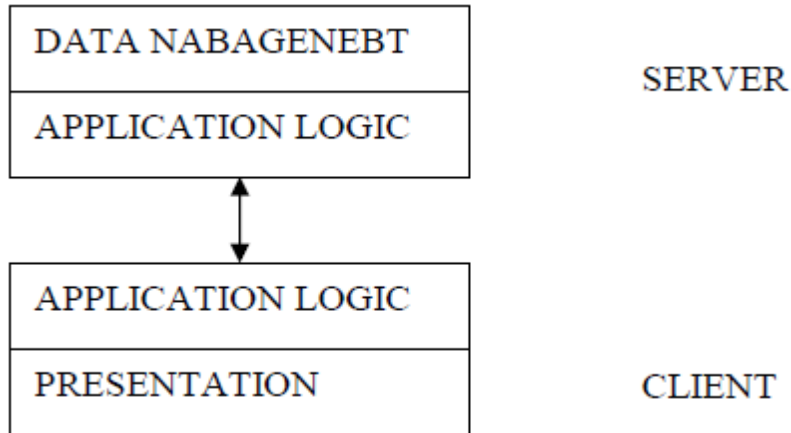 DATA NABAGENEBT
SERVER
APPLICATION LOGIC
APPLICATION LOGIC
PRESENTATION
CLIENT